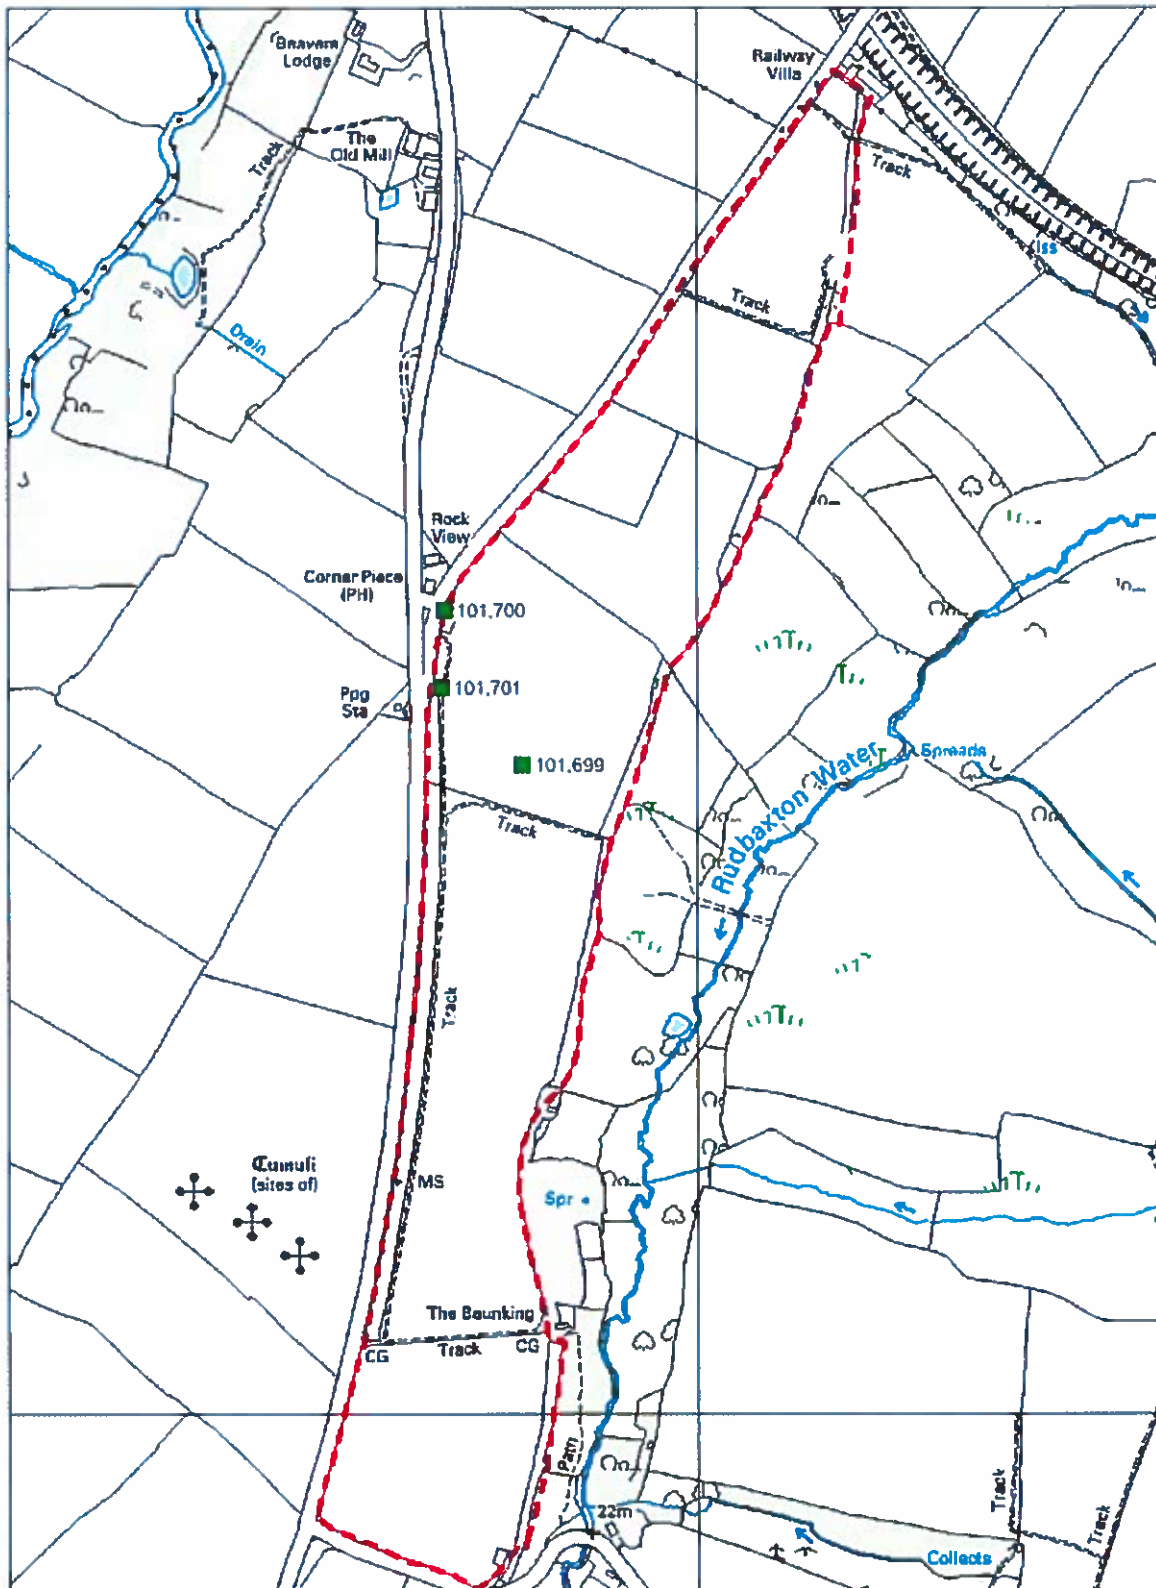 Beavers
Lodge
Railway
Villa
The
Old Mill
Track
Track
Iss
Track
Drain
Rock
View
Corner Piece
(PH)
101,700
101,701
Ppg
Sta
101,699
Spreads
Rudbaxton Water
Track
Track
Tumuli
(sites of)
MS
Spr
The Baunking
CG
Track
CG
Path
22m
Track
Track
Collects